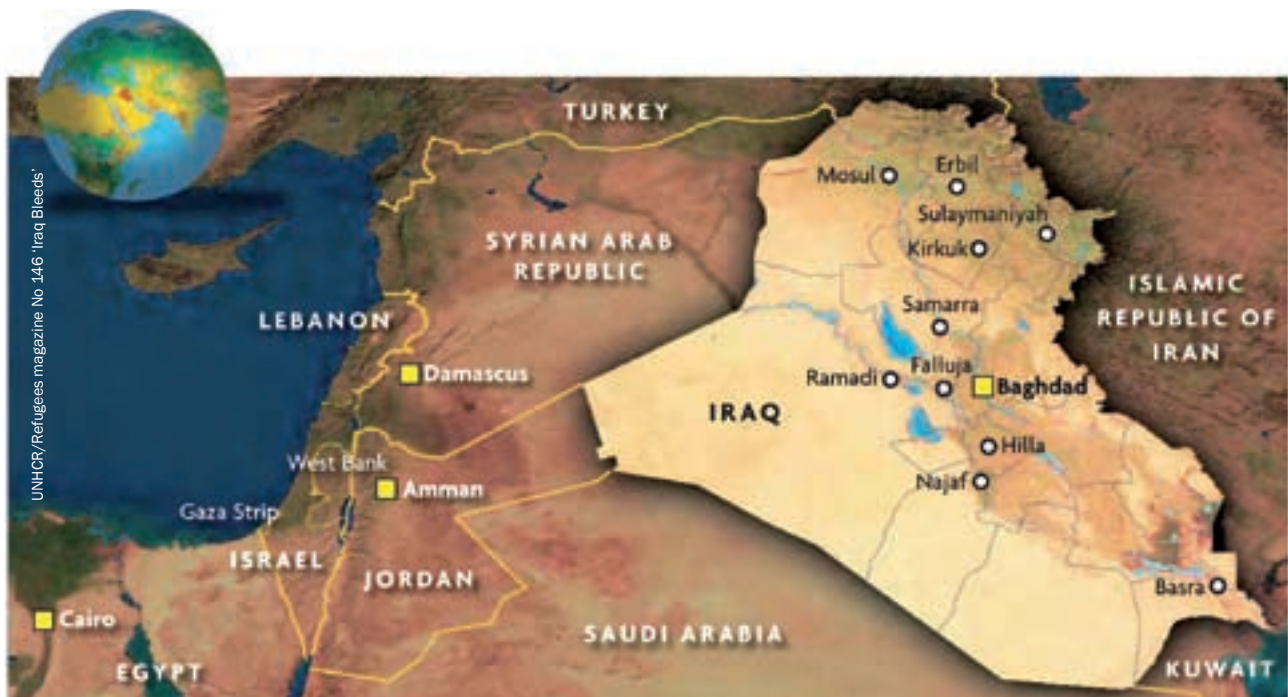 UNHCR/Refugees magazine No 146 ‘Iraq Bleeds’
TURKEY
Mosul
Erbil
Sulaymaniyah
Kirkuk
SYRIAN ARAB
REPUBLIC
ISLAMIC
REPUBLIC OF
IRAN
LEBANON
Samarra
Damascus
Ramadi
Falluja
Baghdad
IRAQ
Hilla
West Bank
Amman
Najaf
Gaza Strip
ISRAEL
JORDAN
Basra
Cairo
SAUDI ARABIA
EGYPT
KUWAIT